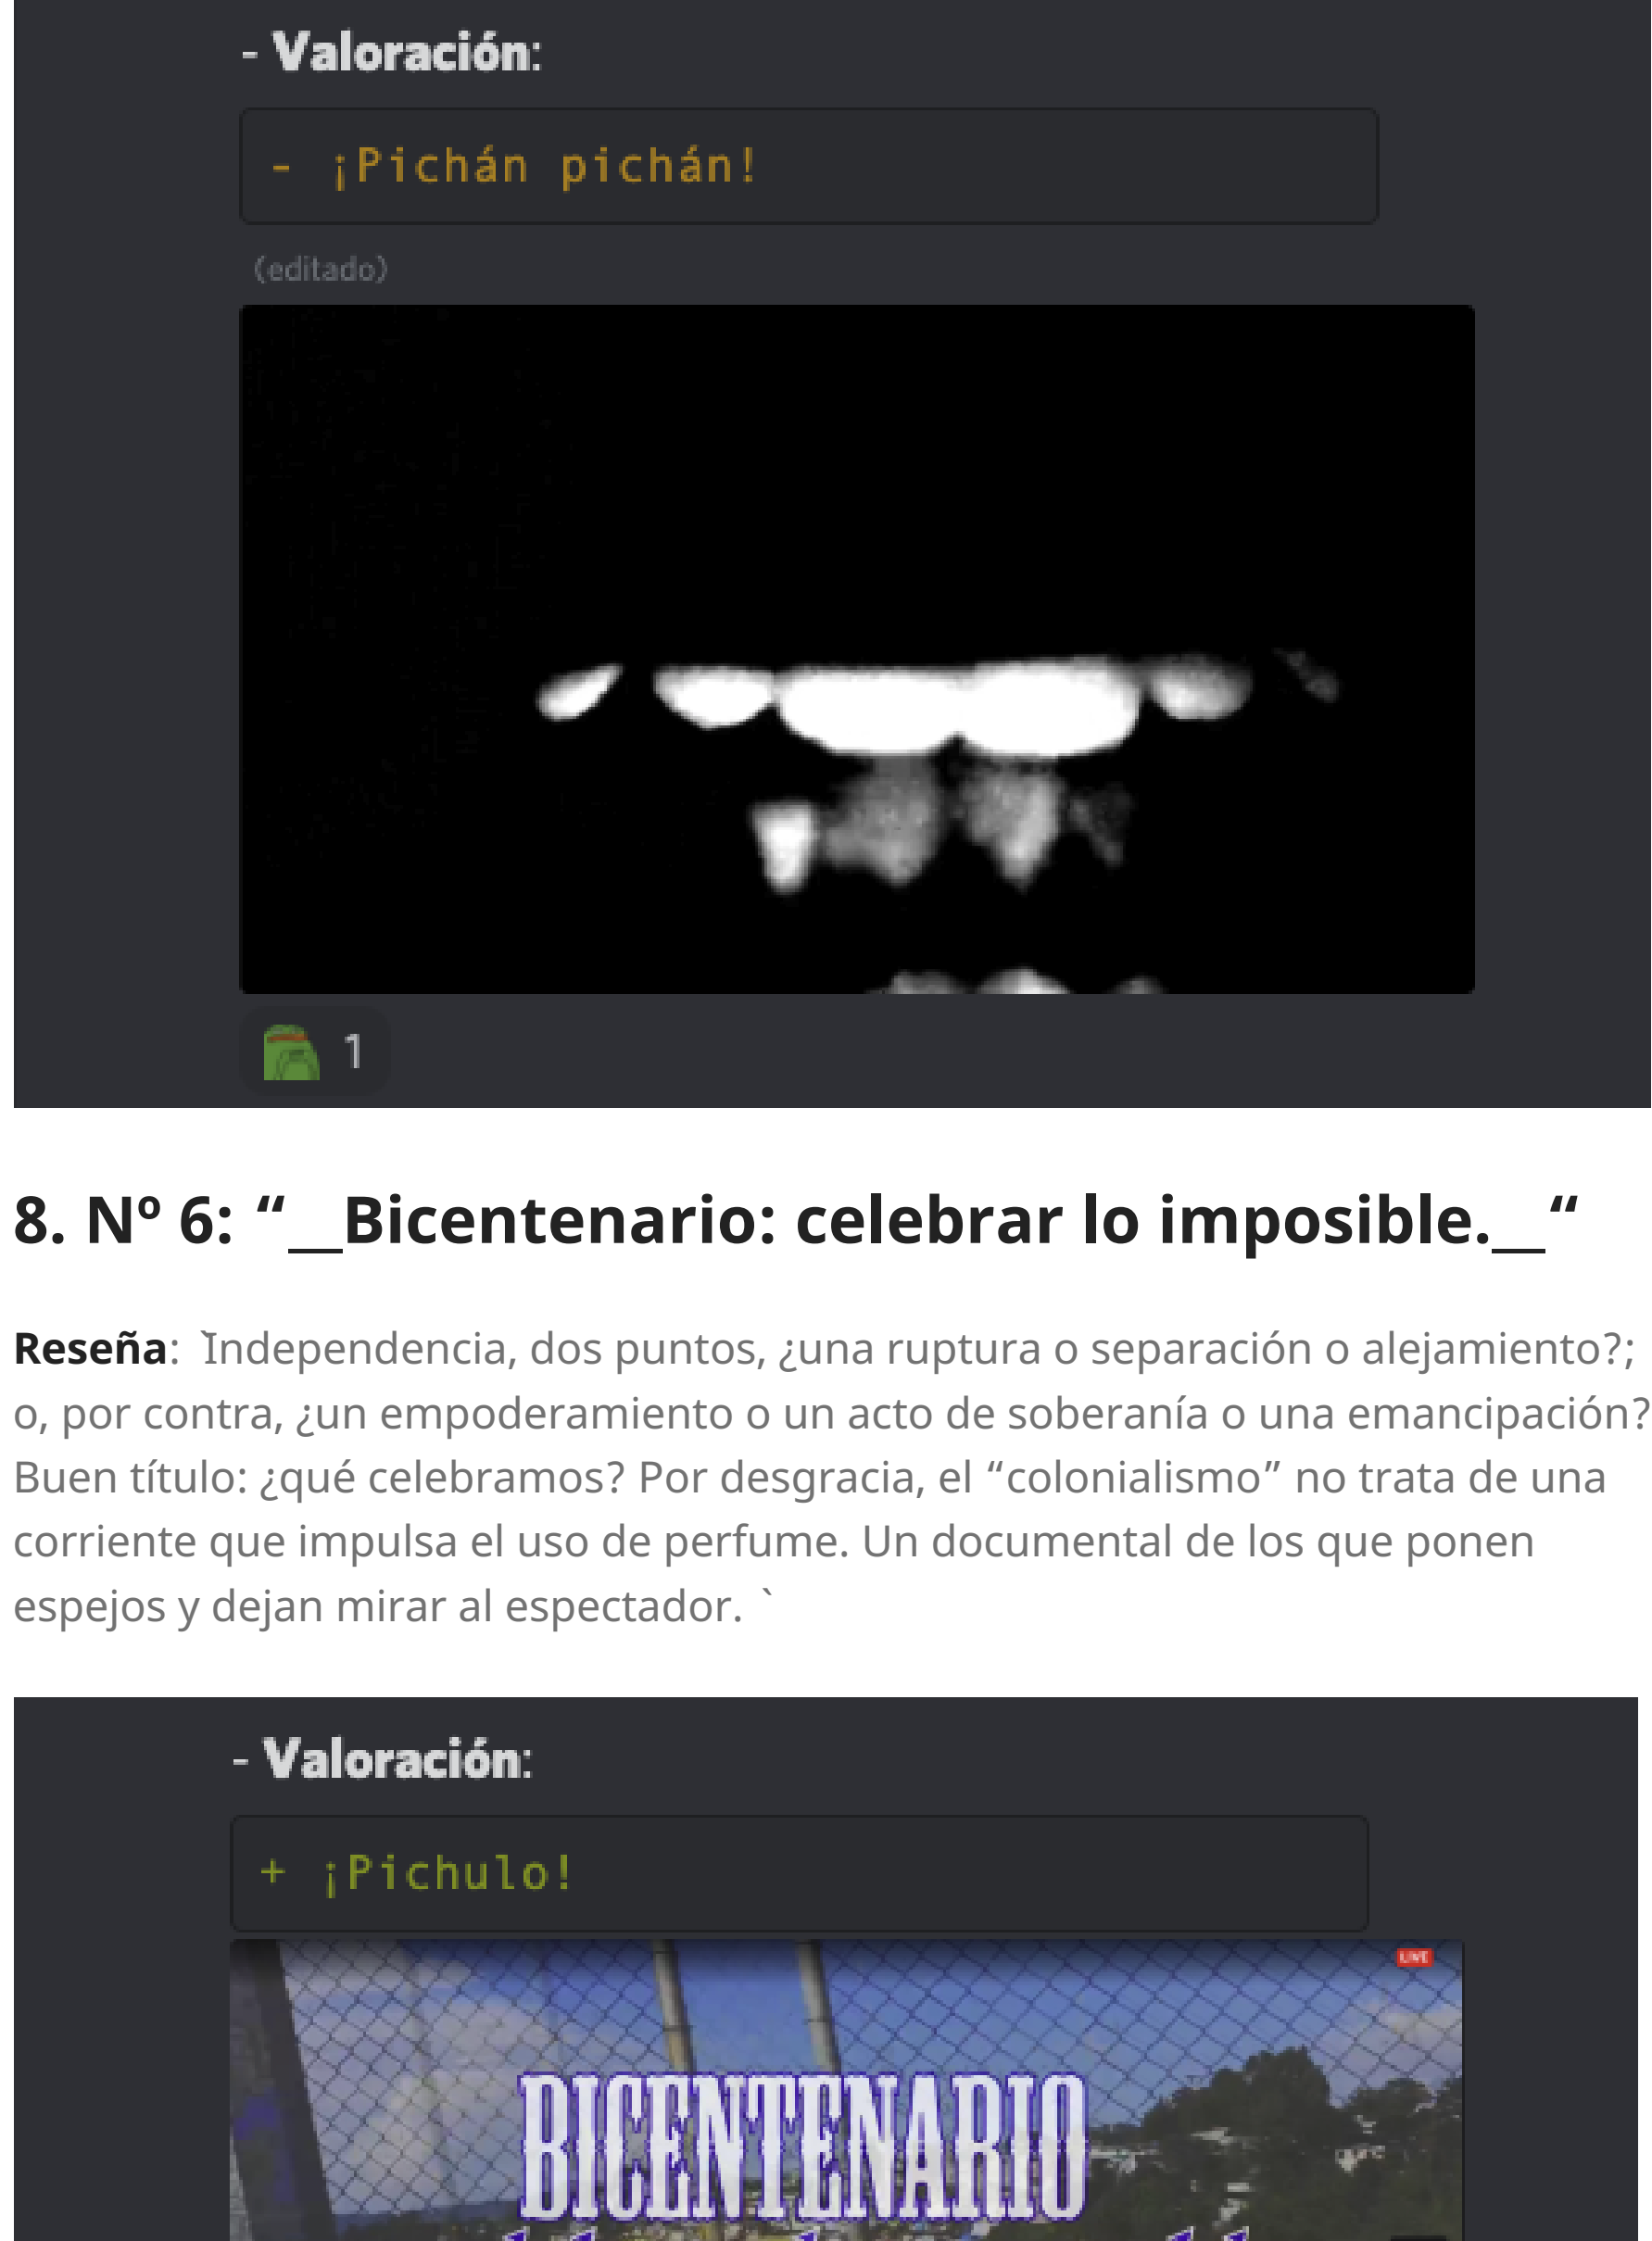 - Valoración:
- ¡Pichán pichán!
(editado)
1
8. Nº 6: “__Bicentenario: celebrar lo imposible.__“
Reseña: `Independencia, dos puntos, ¿una ruptura o separación o alejamiento?;
o, por contra, ¿un empoderamiento o un acto de soberanía o una emancipación?
Buen título: ¿qué celebramos? Por desgracia, el “colonialismo” no trata de una
corriente que impulsa el uso de perfume. Un documental de los que ponen
espejos y dejan mirar al espectador. `
- Valoración:
+ ¡Pichulo!
LIVE
BICENTENARIO